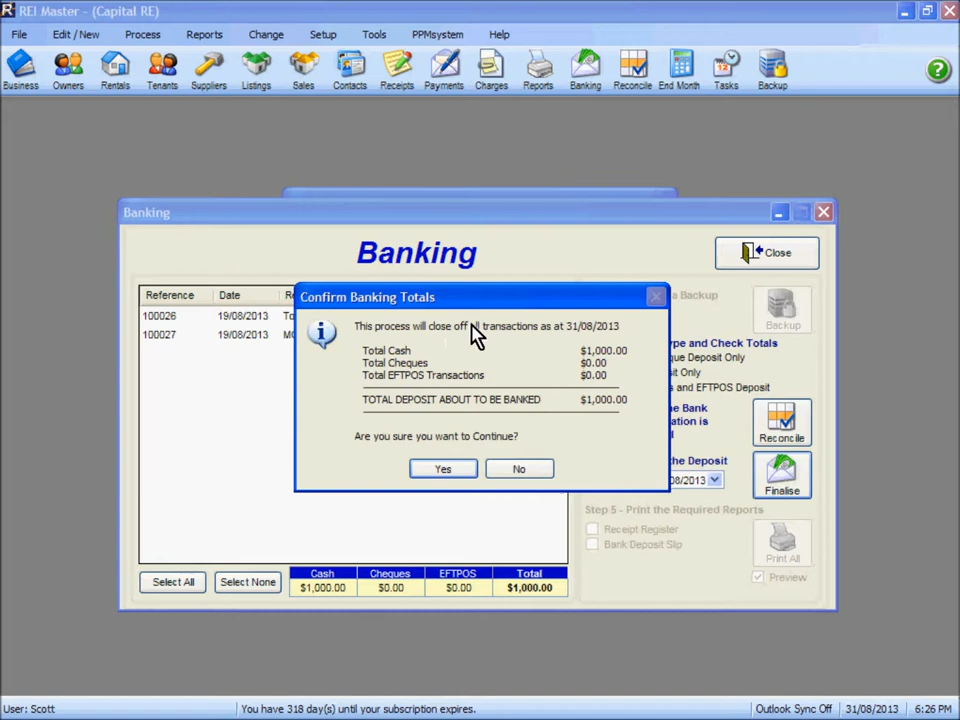 REI Master - (Capital RE)
File Edit / New Process Reports Change Setup Tools PPMsystem Help
Business Owners Rentals Tenants Suppliers Listings Sales Contacts Receipts Payments Charges Reports Banking Reconcile End Month Tasks Backup
Banking
Banking
Close
Reference Date
100026 19/08/2013
100027 19/08/2013
Confirm Banking Totals
This process will close off all transactions as at 31/08/2013
Total Cash $1,000.00
Total Cheques $0.00
Total EFTPOS Transactions $0.00
TOTAL DEPOSIT ABOUT TO BE BANKED $1,000.00
Are you sure you want to Continue?
Yes No
a Backup
Backup
ype and Check Totals
que Deposit Only
sit Only
s and EFTPOS Deposit
he Bank
ation is
Reconcile
the Deposit
08/2013
Finalise
Step 5 - Print the Required Reports
Receipt Register
Bank Deposit Slip
Print All
Preview
Select All Select None
Cash Cheques EFTPOS Total
$1,000.00 $0.00 $0.00 $1,000.00
User: Scott You have 318 day(s) until your subscription expires. Outlook Sync Off 31/08/2013 6:26 PM